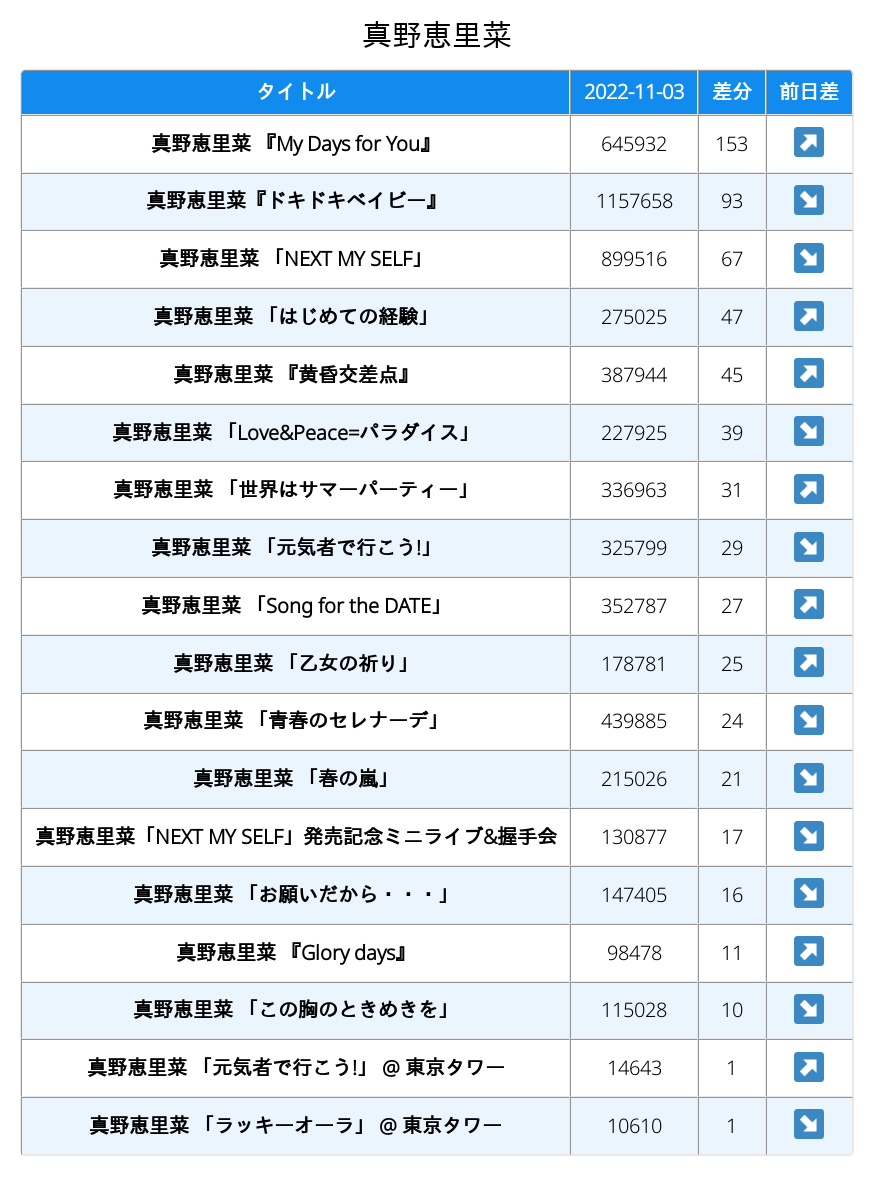 真野恵里菜
タイトル 2022-11-03 差分 前日差
真野恵里菜 『My Days for You』 645932 153 ↗
真野恵里菜『ドキドキベイビー』 1157658 93 ↘
真野恵里菜 「NEXT MY SELF」 899516 67 ↘
真野恵里菜 「はじめての経験」 275025 47 ↗
真野恵里菜 『黄昏交差点』 387944 45 ↗
真野恵里菜 「Love&Peace=パラダイス」 227925 39 ↘
真野恵里菜 「世界はサマーパーティー」 336963 31 ↗
真野恵里菜 「元気者で行こう!」 325799 29 ↘
真野恵里菜 「Song for the DATE」 352787 27 ↗
真野恵里菜 「乙女の祈り」 178781 25 ↗
真野恵里菜 「青春のセレナーデ」 439885 24 ↘
真野恵里菜 「春の嵐」 215026 21 ↘
真野恵里菜「NEXT MY SELF」発売記念ミニライブ&握手会 130877 17 ↘
真野恵里菜 「お願いだから・・・」 147405 16 ↘
真野恵里菜 『Glory days』 98478 11 ↗
真野恵里菜 「この胸のときめきを」 115028 10 ↘
真野恵里菜 「元気者で行こう!」 @ 東京タワー 14643 1 ↗
真野恵里菜 「ラッキーオーラ」 @ 東京タワー 10610 1 ↘